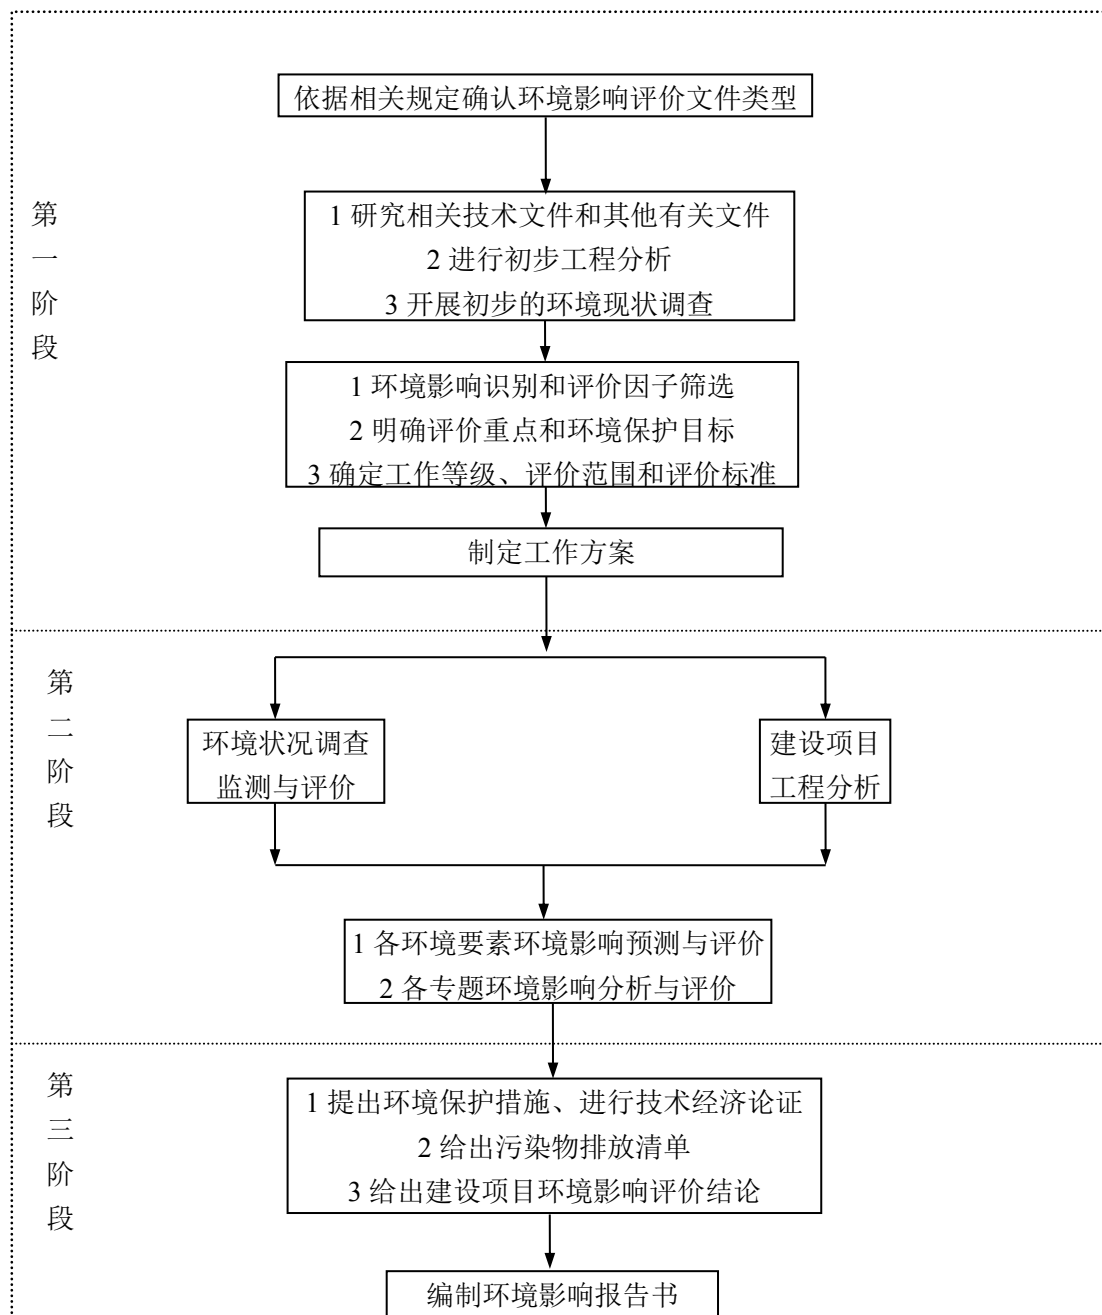 依据相关规定确认环境影响评价文件类型
第一阶段
1 研究相关技术文件和其他有关文件
2 进行初步工程分析
3 开展初步的环境现状调查
1 环境影响识别和评价因子筛选
2 明确评价重点和环境保护目标
3 确定工作等级、评价范围和评价标准
制定工作方案
第二阶段
环境状况调查
监测与评价
建设项目
工程分析
1 各环境要素环境影响预测与评价
2 各专题环境影响分析与评价
第三阶段
1 提出环境保护措施、进行技术经济论证
2 给出污染物排放清单
3 给出建设项目环境影响评价结论
编制环境影响报告书